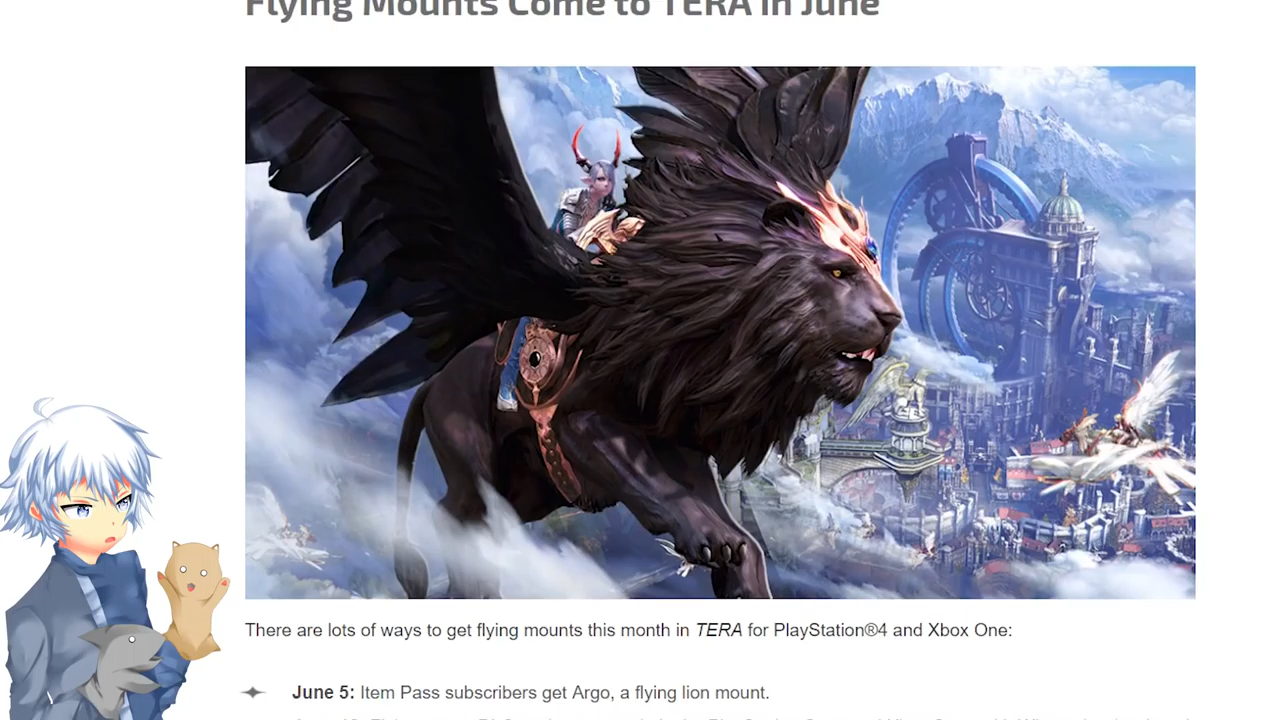 Flying Mounts Come to TERA in June
There are lots of ways to get flying mounts this month in TERA for PlayStation®4 and Xbox One:
June 5: Item Pass subscribers get Argo, a flying lion mount.